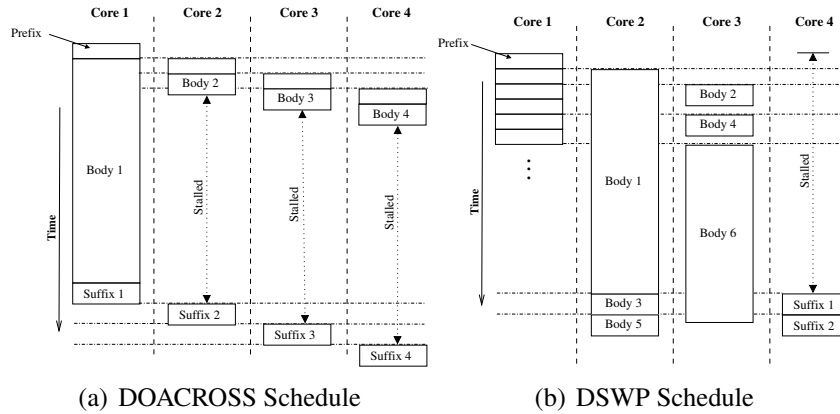 Core 1 Core 2 Core 3 Core 4
Prefix
Body 2
Body 3
Body 4
Body 1
Stalled
Stalled
Stalled
Time
Suffix 1
Suffix 2
Suffix 3
Suffix 4
(a) DOACROSS Schedule
Core 1 Core 2 Core 3 Core 4
Prefix
Body 2
Body 4
Stalled
Body 1
Time
Body 6
Body 3
Suffix 1
Body 5
Suffix 2
(b) DSWP Schedule